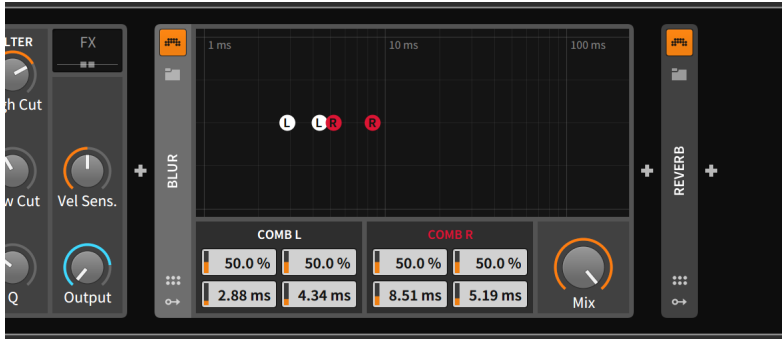 LTER
FX
gh Cut
w Cut
Vel Sens.
Q
Output
BLUR
1 ms
10 ms
100 ms
L
L
R
R
COMB L
COMB R
50.0 %
50.0 %
50.0 %
50.0 %
2.88 ms
4.34 ms
8.51 ms
5.19 ms
Mix
REVERB